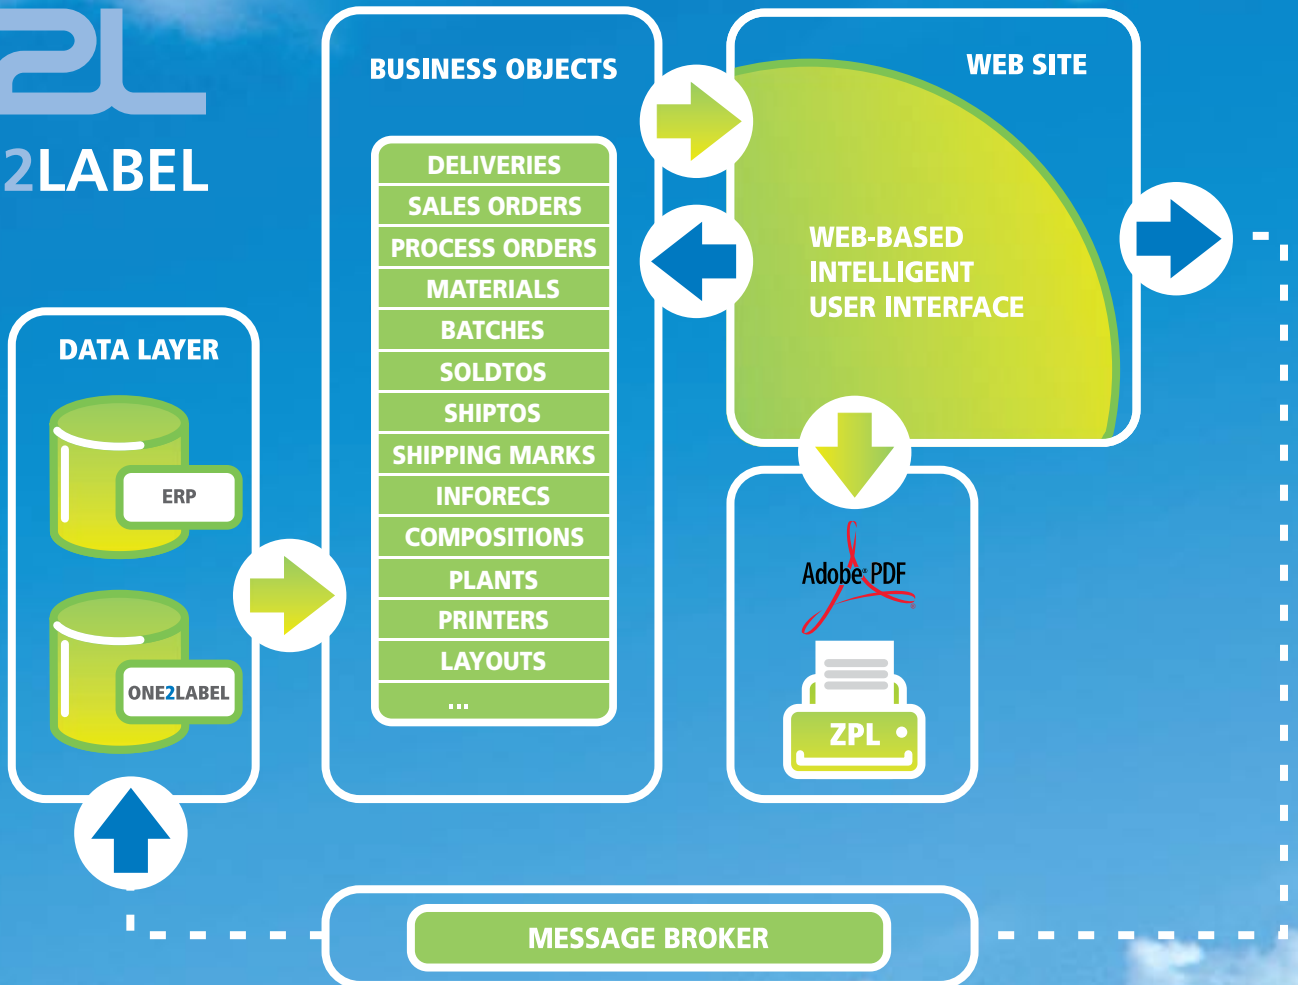 2L
2LABEL
BUSINESS OBJECTS
DELIVERIES
SALES ORDERS
PROCESS ORDERS
MATERIALS
BATCHES
SOLDTOS
SHIPTOS
SHIPPING MARKS
INFORECS
COMPOSITIONS
PLANTS
PRINTERS
LAYOUTS
...
WEB SITE
WEB-BASED
INTELLIGENT
USER INTERFACE
DATA LAYER
ERP
ONE2LABEL
Adobe® PDF
ZPL
MESSAGE BROKER